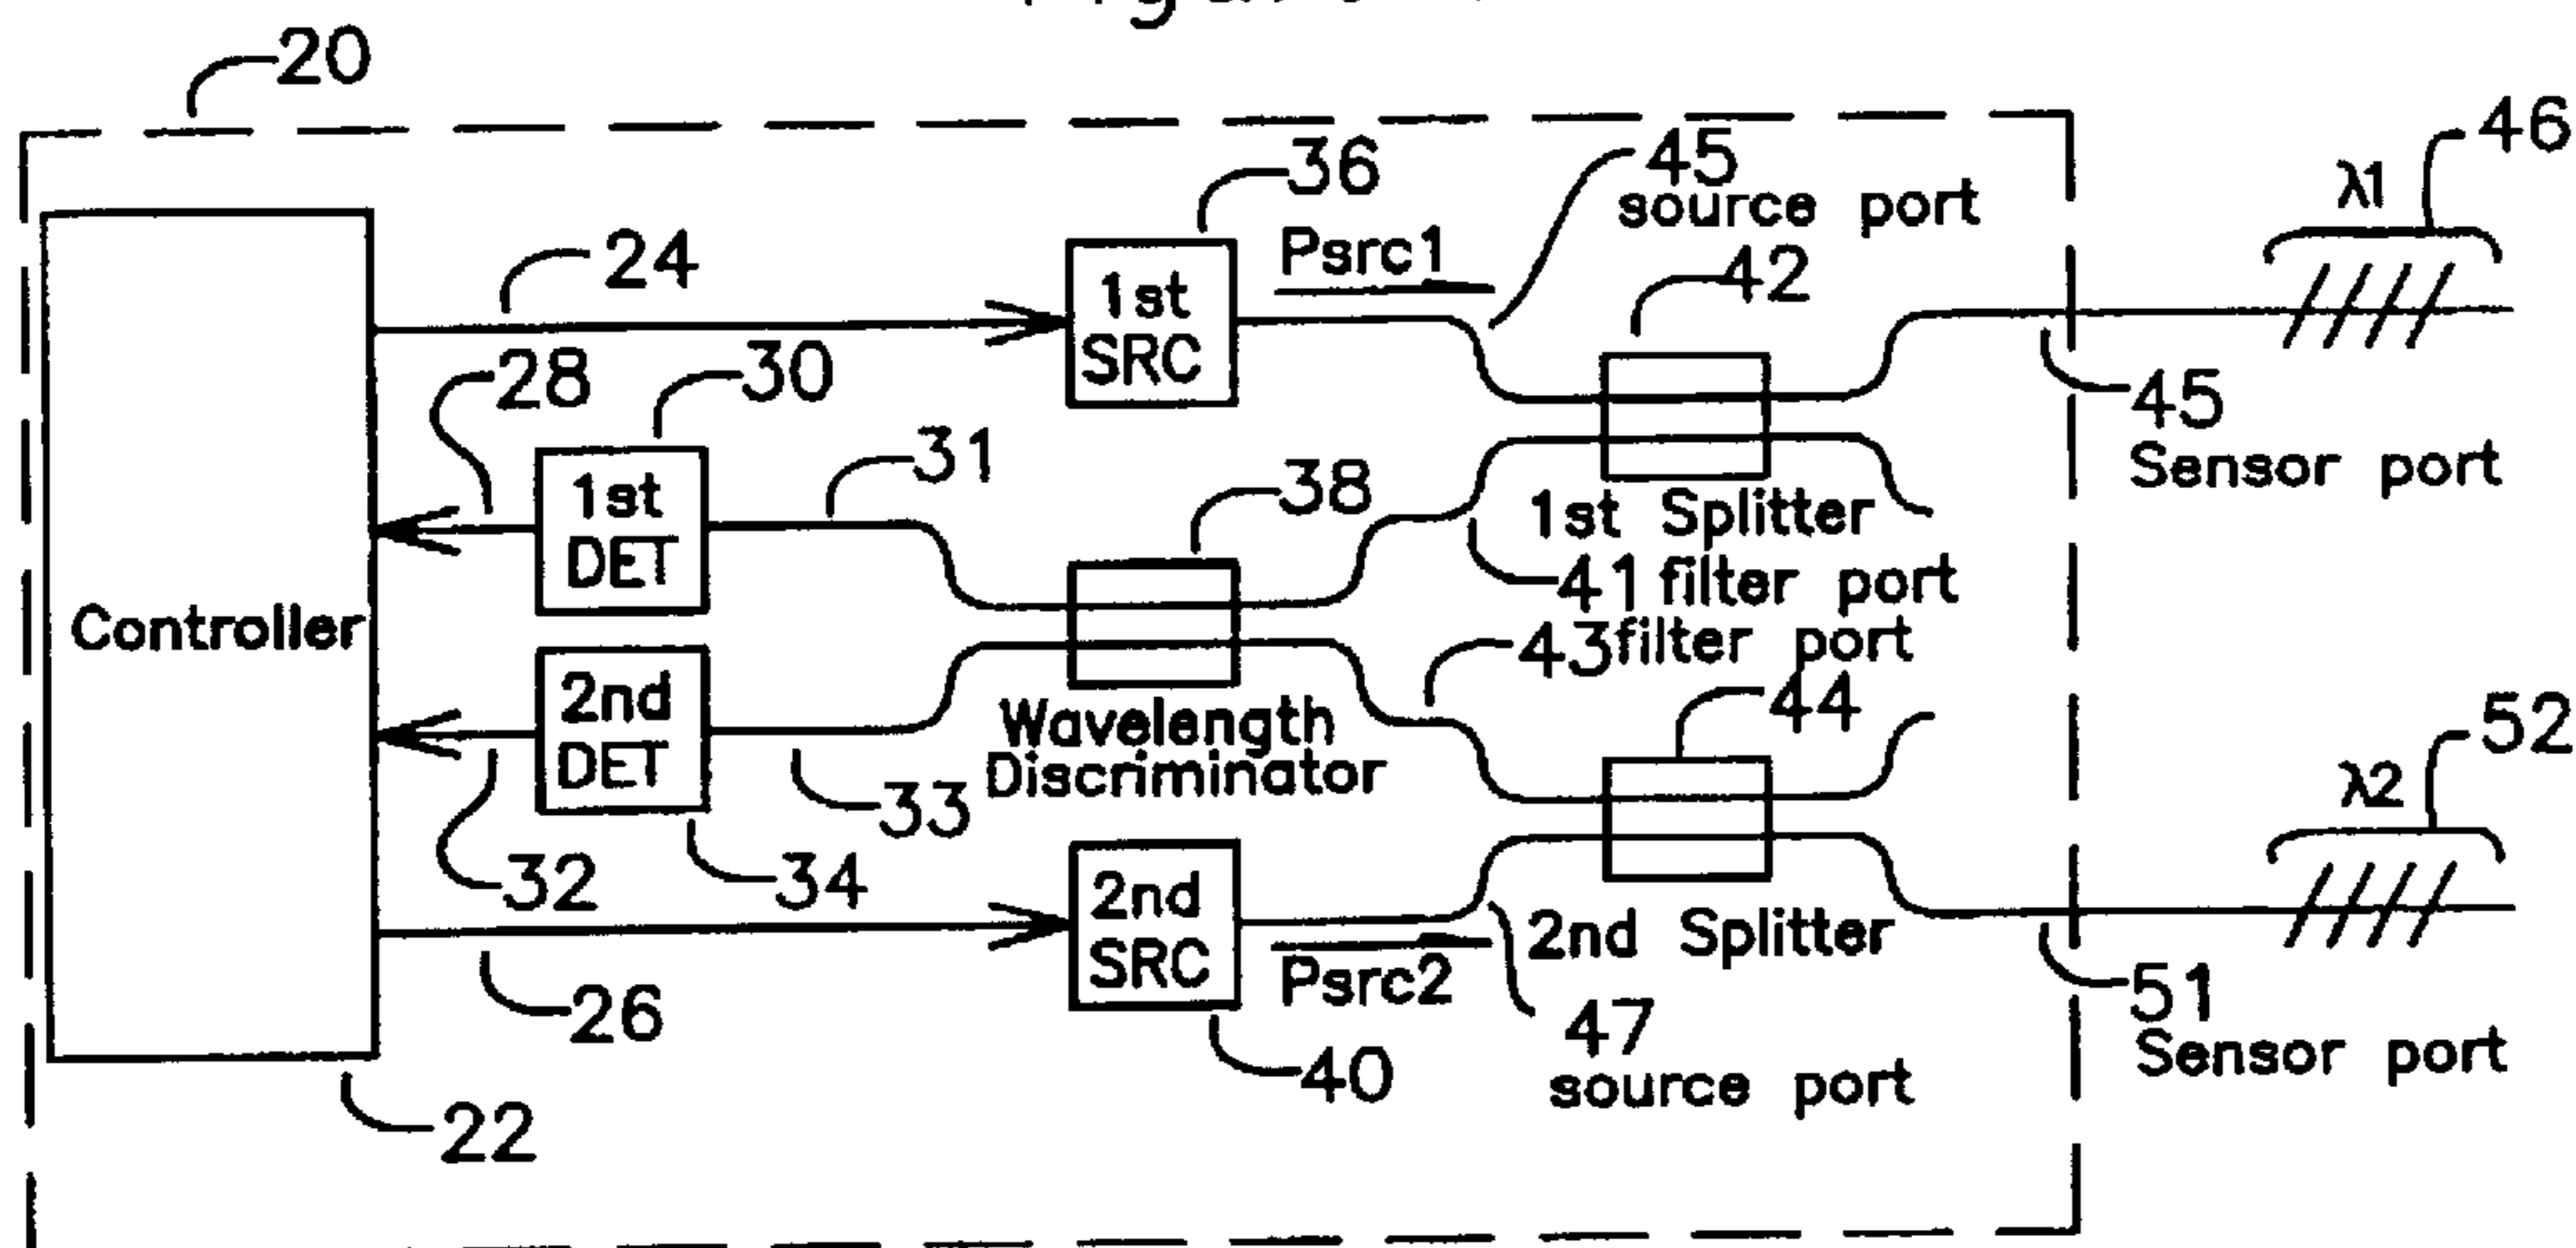 20
46
λ1
36
45
source port
Psrc1
24
42
1st
SRC
28
30
45
Sensor port
31
1st
DET
38
1st Splitter
41 filter port
43 filter port
Controller
44
2nd
DET
Wavelength
Discriminator
52
λ2
33
32
34
2nd
SRC
2nd Splitter
Psrc2
26
51
Sensor port
47
source port
40
22